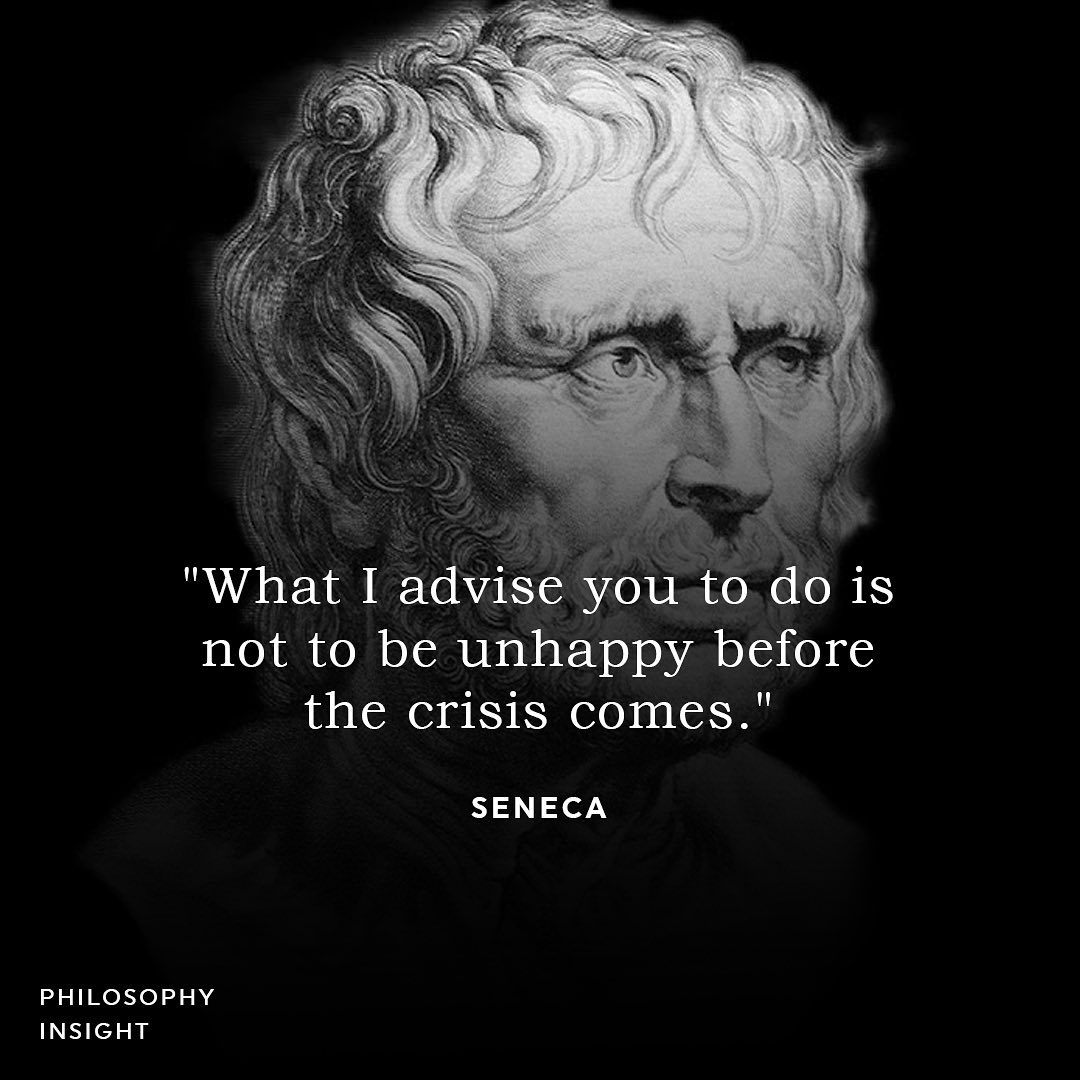 "What I advise you to do is
not to be unhappy before
the crisis comes."
SENECA
PHILOSOPHY
INSIGHT